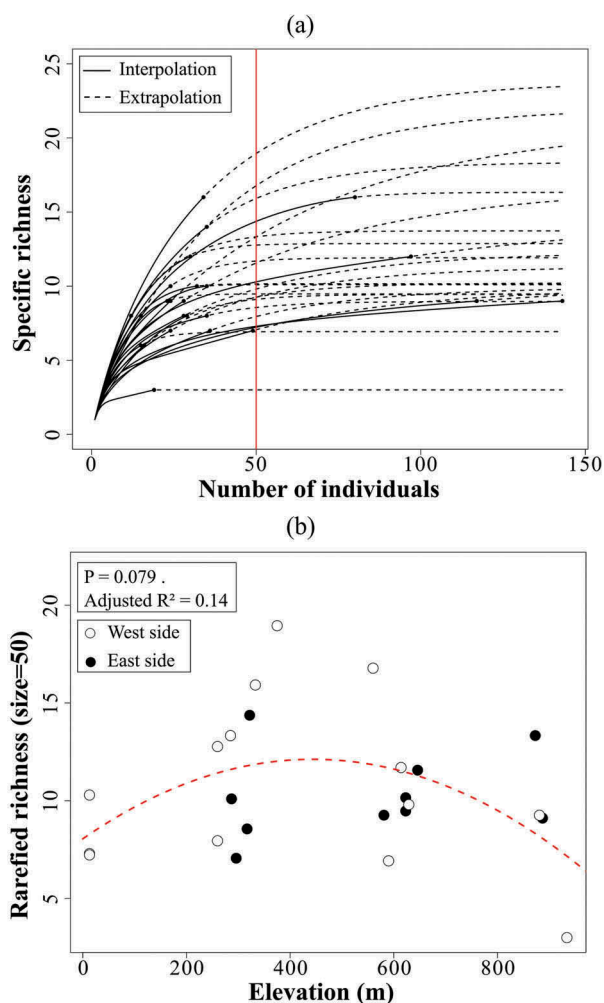 (a)
Interpolation
Extrapolation
25
20
15
10
5
0
Specific richness
0
50
100
150
Number of individuals
(b)
P = 0.079 .
Adjusted R² = 0.14
West side
East side
20
15
10
5
Rarefied richness (size=50)
0
200
400
600
800
Elevation (m)